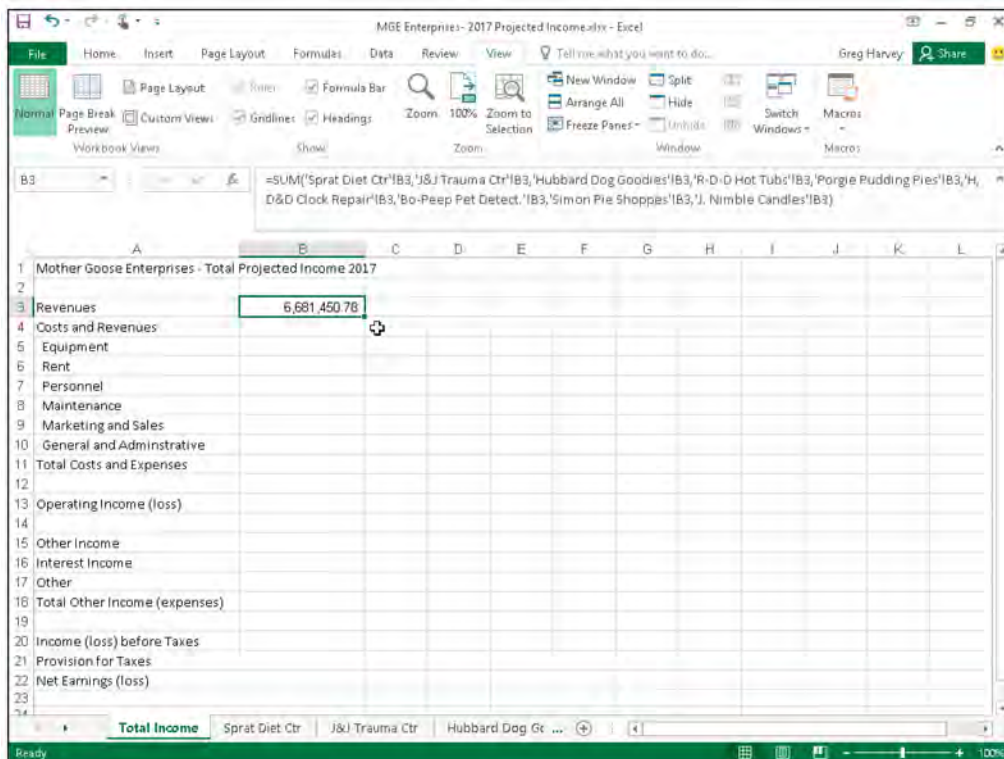 MGE Enterprises - 2017 Projected Income.xlsx - Excel
File Home Insert Page Layout Formulas Data Review View Tell me what you want to do... Greg Harvey Share
Normal Page Break Preview Page Layout Custom Views
Workbook Views
Ruler Formula Bar
Gridlines Headings
Show
Zoom 100% Zoom to Selection
Zoom
New Window Split
Arrange All Hide
Freeze Panes Unhide
Switch Windows
Window
Macros
Macros
B3 fx =SUM('Sprat Diet Ctr'!B3,'J&J Trauma Ctr'!B3,'Hubbard Dog Goodies'!B3,'R-D-D Hot Tubs'!B3,'Porgie Pudding Pies'!B3,'H,
D&D Clock Repair'!B3,'Bo-Peep Pet Detect.'!B3,'Simon Pie Shoppes'!B3,'J. Nimble Candles'!B3)
A B C D E F G H I J K L
1 Mother Goose Enterprises - Total Projected Income 2017
2
3 Revenues 6,681,450.78
4 Costs and Revenues
5 Equipment
6 Rent
7 Personnel
8 Maintenance
9 Marketing and Sales
10 General and Adminstrative
11 Total Costs and Expenses
12
13 Operating Income (loss)
14
15 Other Income
16 Interest Income
17 Other
18 Total Other Income (expenses)
19
20 Income (loss) before Taxes
21 Provision for Taxes
22 Net Earnings (loss)
23
24
Total Income Sprat Diet Ctr J&J Trauma Ctr Hubbard Dog Gc ...
Ready 100%